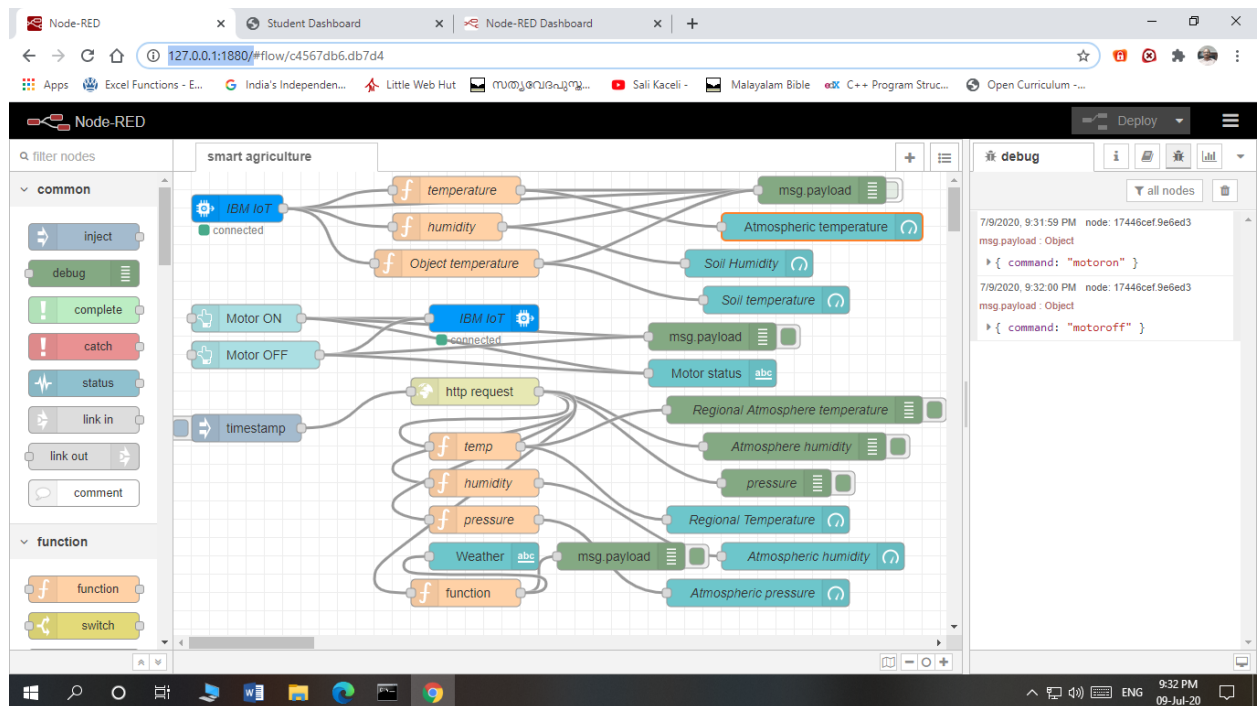 Node-RED
Student Dashboard
Node-RED Dashboard
127.0.0.1:1880/#flow/c4567db6.db7d4
Apps
Excel Functions - E...
India's Independen...
Little Web Hut
സത്യവേദപുസ്ത...
Sali Kaceli -
Malayalam Bible
edX C++ Program Struc...
Open Curriculum -...
Node-RED
Deploy
filter nodes
common
inject
debug
complete
catch
status
link in
link out
comment
function
function
switch
smart agriculture
temperature
msg.payload
IBM IoT
connected
humidity
Atmospheric temperature
Object temperature
Soil Humidity
Soil temperature
Motor ON
IBM IoT
connected
msg.payload
Motor OFF
Motor status abc
http request
Regional Atmosphere temperature
timestamp
temp
Atmosphere humidity
humidity
pressure
pressure
Regional Temperature
Weather abc
msg.payload
Atmospheric humidity
function
Atmospheric pressure
debug
i
all nodes
7/9/2020, 9:31:59 PM node: 17446cef.9e6ed3
msg.payload : Object
{ command: "motoron" }
7/9/2020, 9:32:00 PM node: 17446cef.9e6ed3
msg.payload : Object
{ command: "motoroff" }
ENG
9:32 PM
09-Jul-20